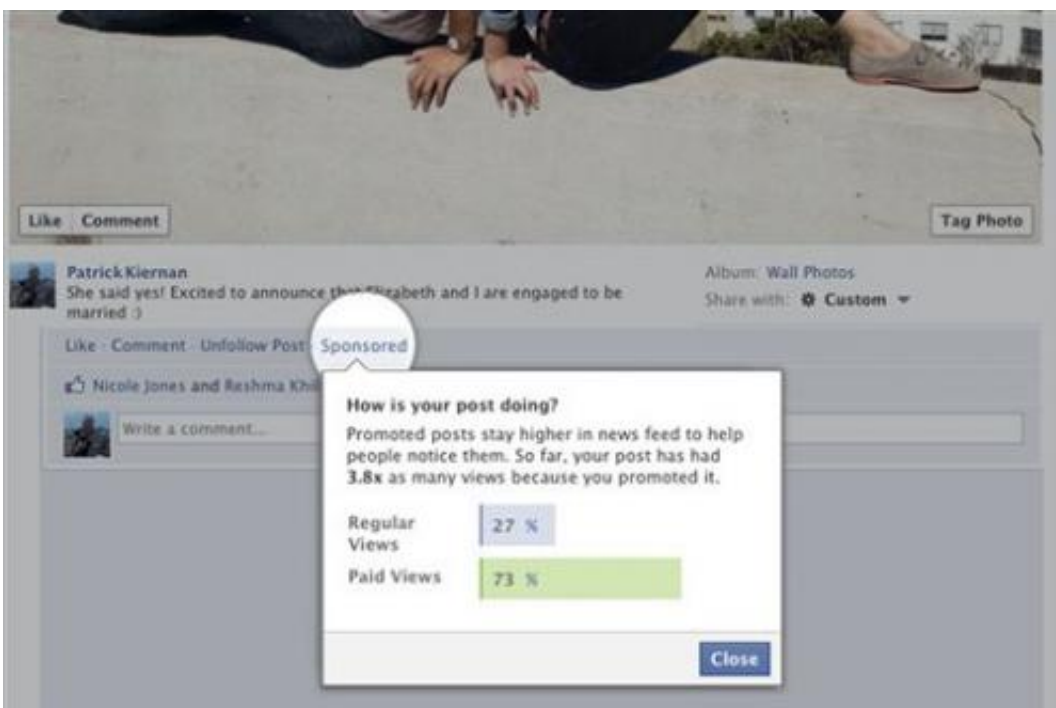 Like Comment
Tag Photo
Patrick Kiernan
She said yes! Excited to announce that Elizabeth and I are engaged to be
married :)
Album: Wall Photos
Share with: Custom
Like · Comment · Unfollow Post · Sponsored
Nicole Jones and Reshma
Write a comment...
How is your post doing?
Promoted posts stay higher in news feed to help
people notice them. So far, your post has had
3.8x as many views because you promoted it.
Regular
Views
27 %
Paid Views
73 %
Close